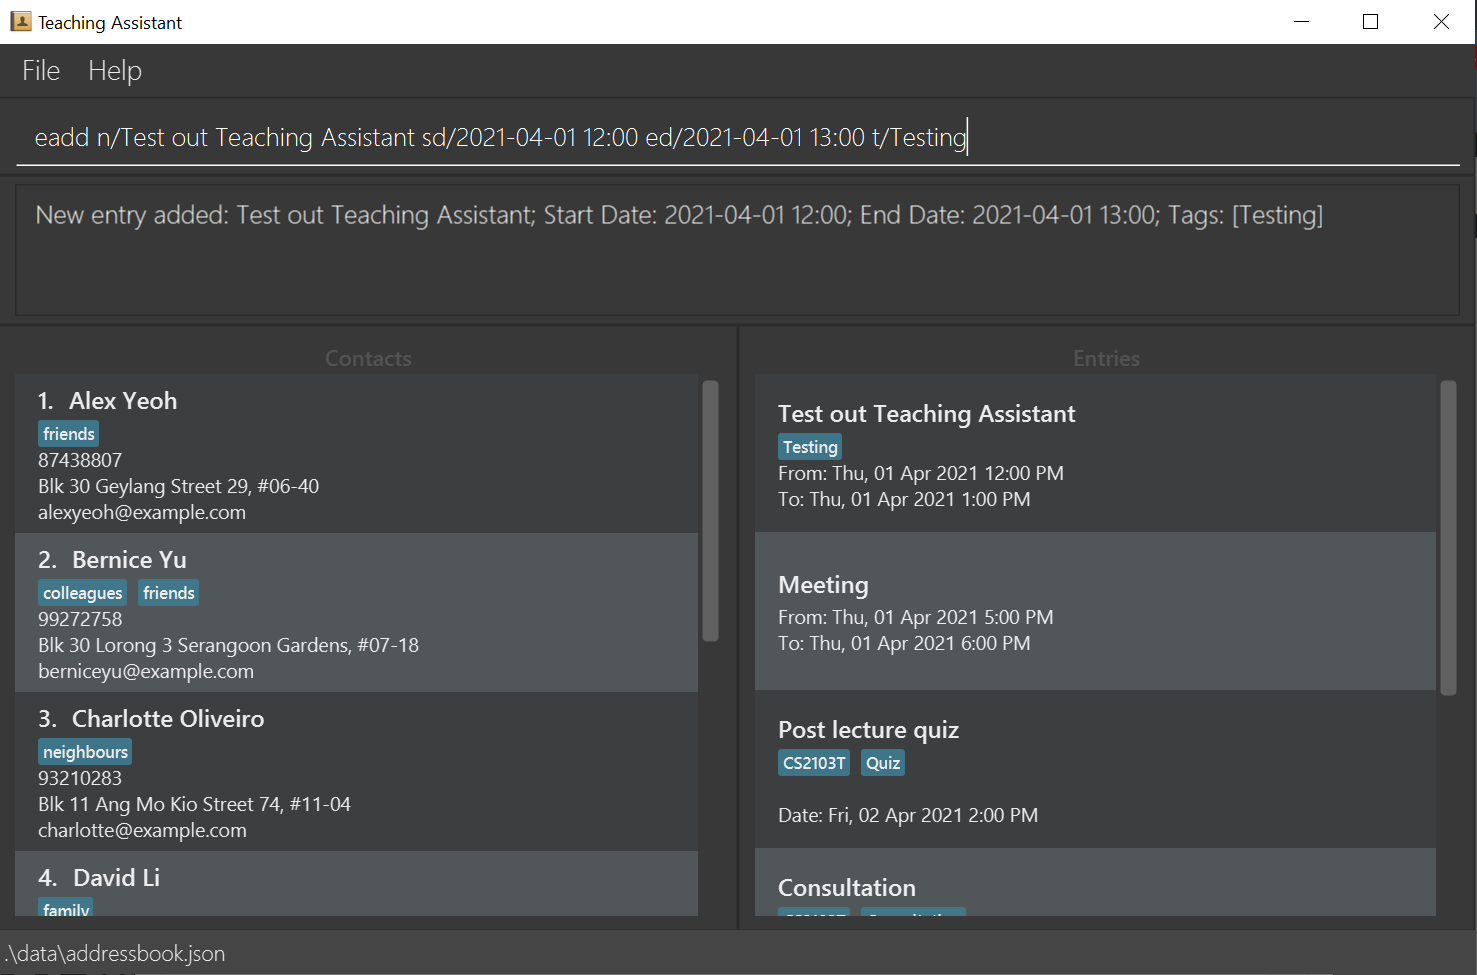 Teaching Assistant
File Help
eadd n/Test out Teaching Assistant sd/2021-04-01 12:00 ed/2021-04-01 13:00 t/Testing
New entry added: Test out Teaching Assistant; Start Date: 2021-04-01 12:00; End Date: 2021-04-01 13:00; Tags: [Testing]
Contacts
1. Alex Yeoh
friends
87438807
Blk 30 Geylang Street 29, #06-40
alexyeoh@example.com
2. Bernice Yu
colleagues friends
99272758
Blk 30 Lorong 3 Serangoon Gardens, #07-18
berniceyu@example.com
3. Charlotte Oliveiro
neighbours
93210283
Blk 11 Ang Mo Kio Street 74, #11-04
charlotte@example.com
4. David Li
family
Entries
Test out Teaching Assistant
Testing
From: Thu, 01 Apr 2021 12:00 PM
To: Thu, 01 Apr 2021 1:00 PM
Meeting
From: Thu, 01 Apr 2021 5:00 PM
To: Thu, 01 Apr 2021 6:00 PM
Post lecture quiz
CS2103T Quiz
Date: Fri, 02 Apr 2021 2:00 PM
Consultation
.\data\addressbook.json